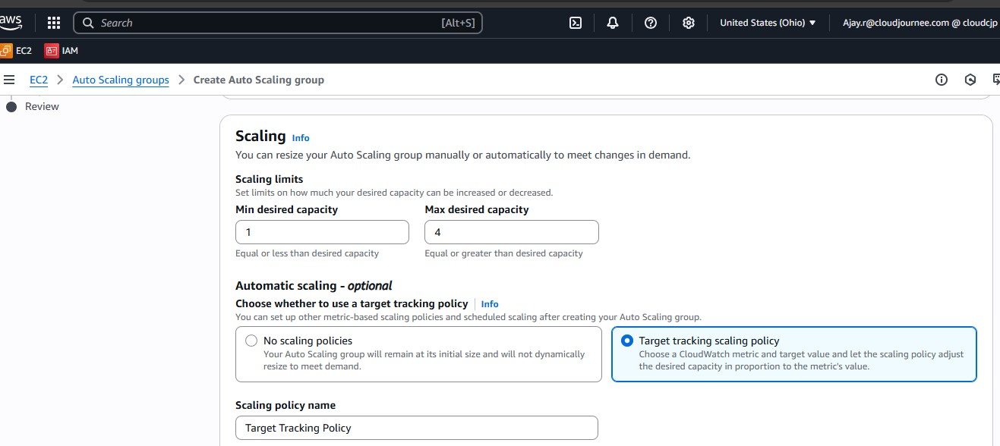 aws
Search [Alt+S] United States (Ohio) Ajay.r@cloudjournee.com @ cloudcjp
EC2 IAM
EC2 > Auto Scaling groups > Create Auto Scaling group
Review
Scaling Info
You can resize your Auto Scaling group manually or automatically to meet changes in demand.
Scaling limits
Set limits on how much your desired capacity can be increased or decreased.
Min desired capacity Max desired capacity
1 4
Equal or less than desired capacity Equal or greater than desired capacity
Automatic scaling - optional
Choose whether to use a target tracking policy | Info
You can set up other metric-based scaling policies and scheduled scaling after creating your Auto Scaling group.
No scaling policies
Your Auto Scaling group will remain at its initial size and will not dynamically
resize to meet demand.
Target tracking scaling policy
Choose a CloudWatch metric and target value and let the scaling policy adjust
the desired capacity in proportion to the metric's value.
Scaling policy name
Target Tracking Policy